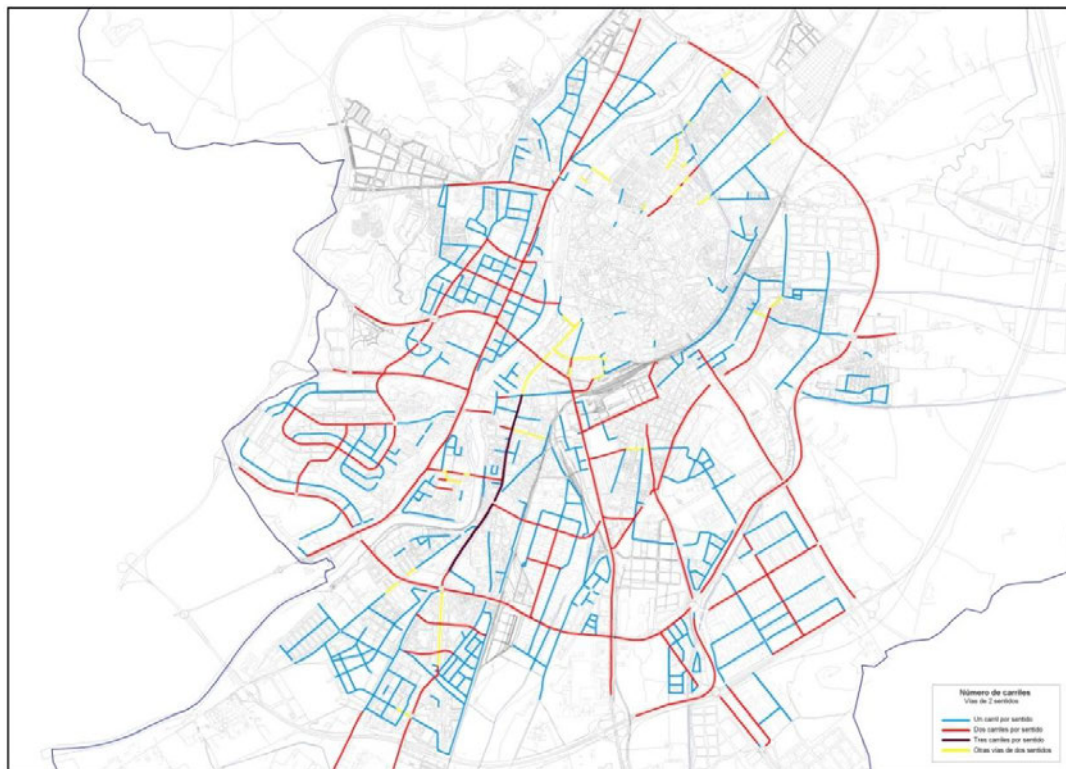 Número de carriles
Vías de 2 sentidos
Un carril por sentido
Dos carriles por sentido
Tres carriles por sentido
Otras vías de dos sentidos